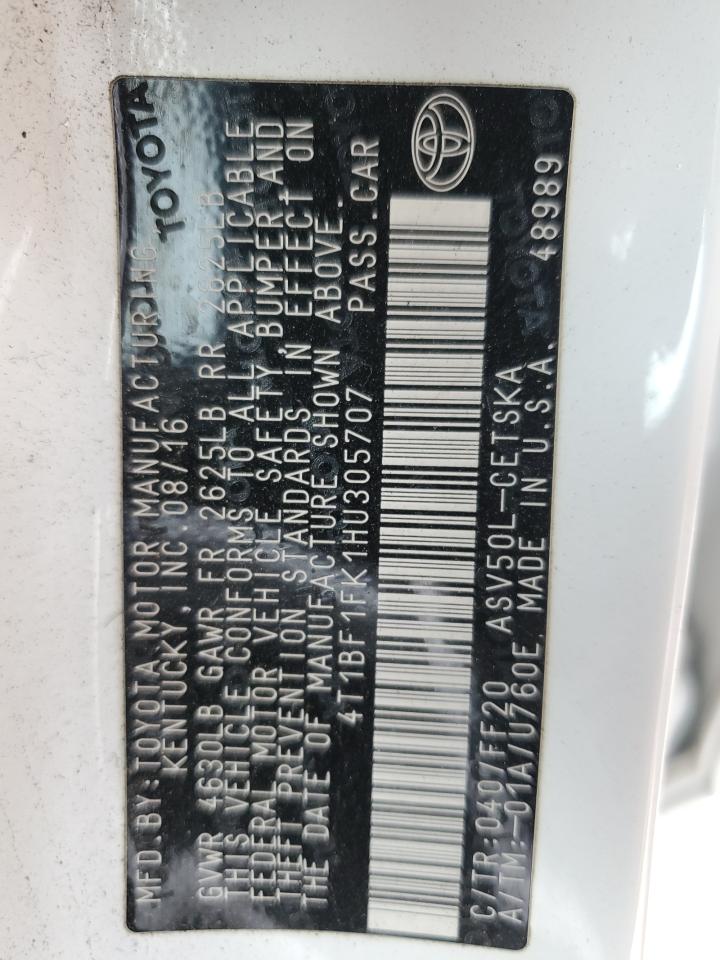 MFD BY: TOYOTA MOTOR MANUFACTURING
KENTUCKY, INC 08/16
GVWR 4630LB GAWR FR 2625LB RR 2625LB
THIS VEHICLE CONFORMS TO ALL APPLICABLE
FEDERAL MOTOR VEHICLE SAFETY, BUMPER, AND
THEFT PREVENTION STANDARDS IN EFFECT ON
THE DATE OF MANUFACTURE SHOWN ABOVE.
4T1BF1FK1HU305707 PASS.CAR
C/TR:040/FF20 ASV50L-CETSKA
A/TM:-01A/U760E MADE IN U.S.A. 48989
TOYOTA
TOYOTA